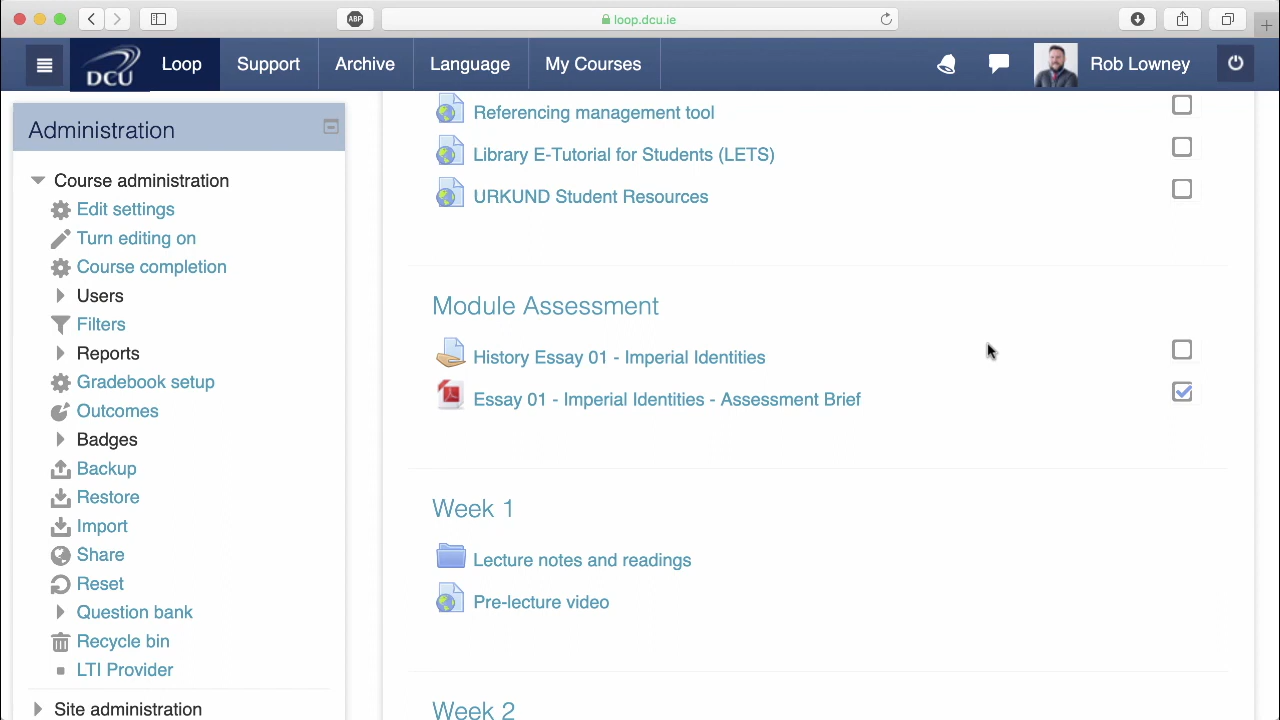 ABP
loop.dcu.ie
DCU
Loop
Support
Archive
Language
My Courses
Rob Lowney
Administration
Course administration
Edit settings
Turn editing on
Course completion
Users
Filters
Reports
Gradebook setup
Outcomes
Badges
Backup
Restore
Import
Share
Reset
Question bank
Recycle bin
LTI Provider
Site administration
Referencing management tool
Library E-Tutorial for Students (LETS)
URKUND Student Resources
Module Assessment
History Essay 01 - Imperial Identities
Essay 01 - Imperial Identities - Assessment Brief
Week 1
Lecture notes and readings
Pre-lecture video
Week 2